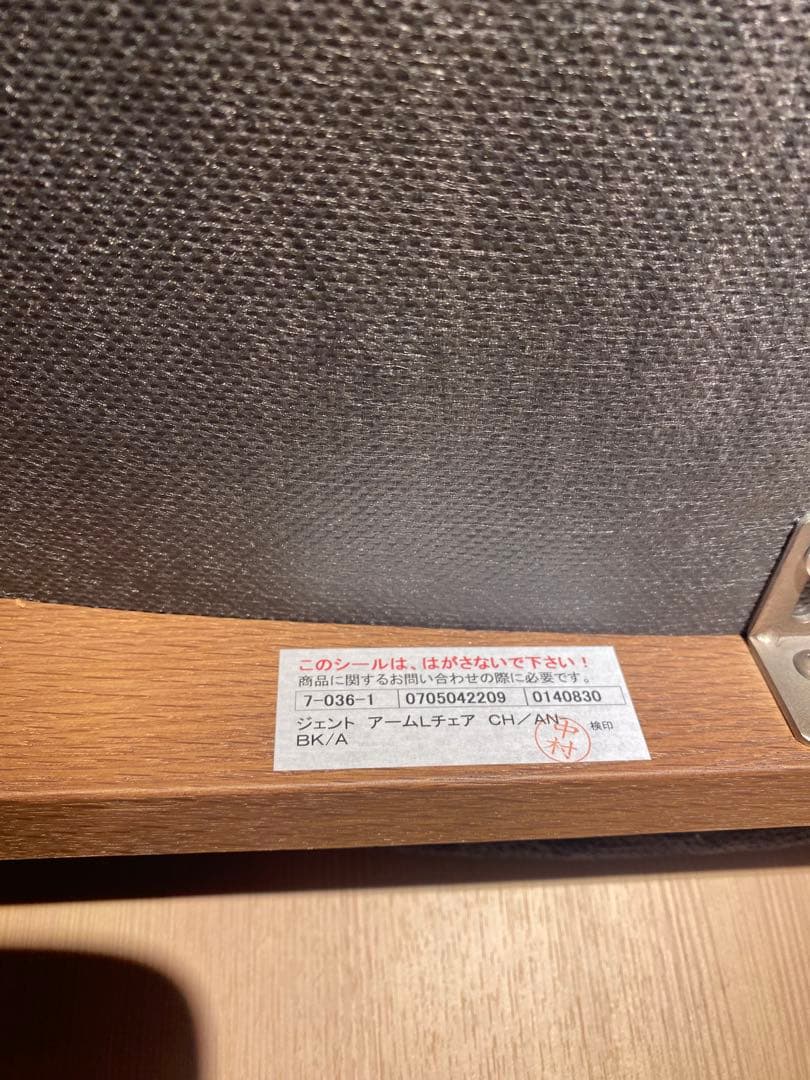 このシールは、はがさないで下さい！
商品に関するお問い合わせの際に必要です。
7-036-1 0705042209 0140830
ジェント アームLチェア CH／AN 検印
BK/A
中村